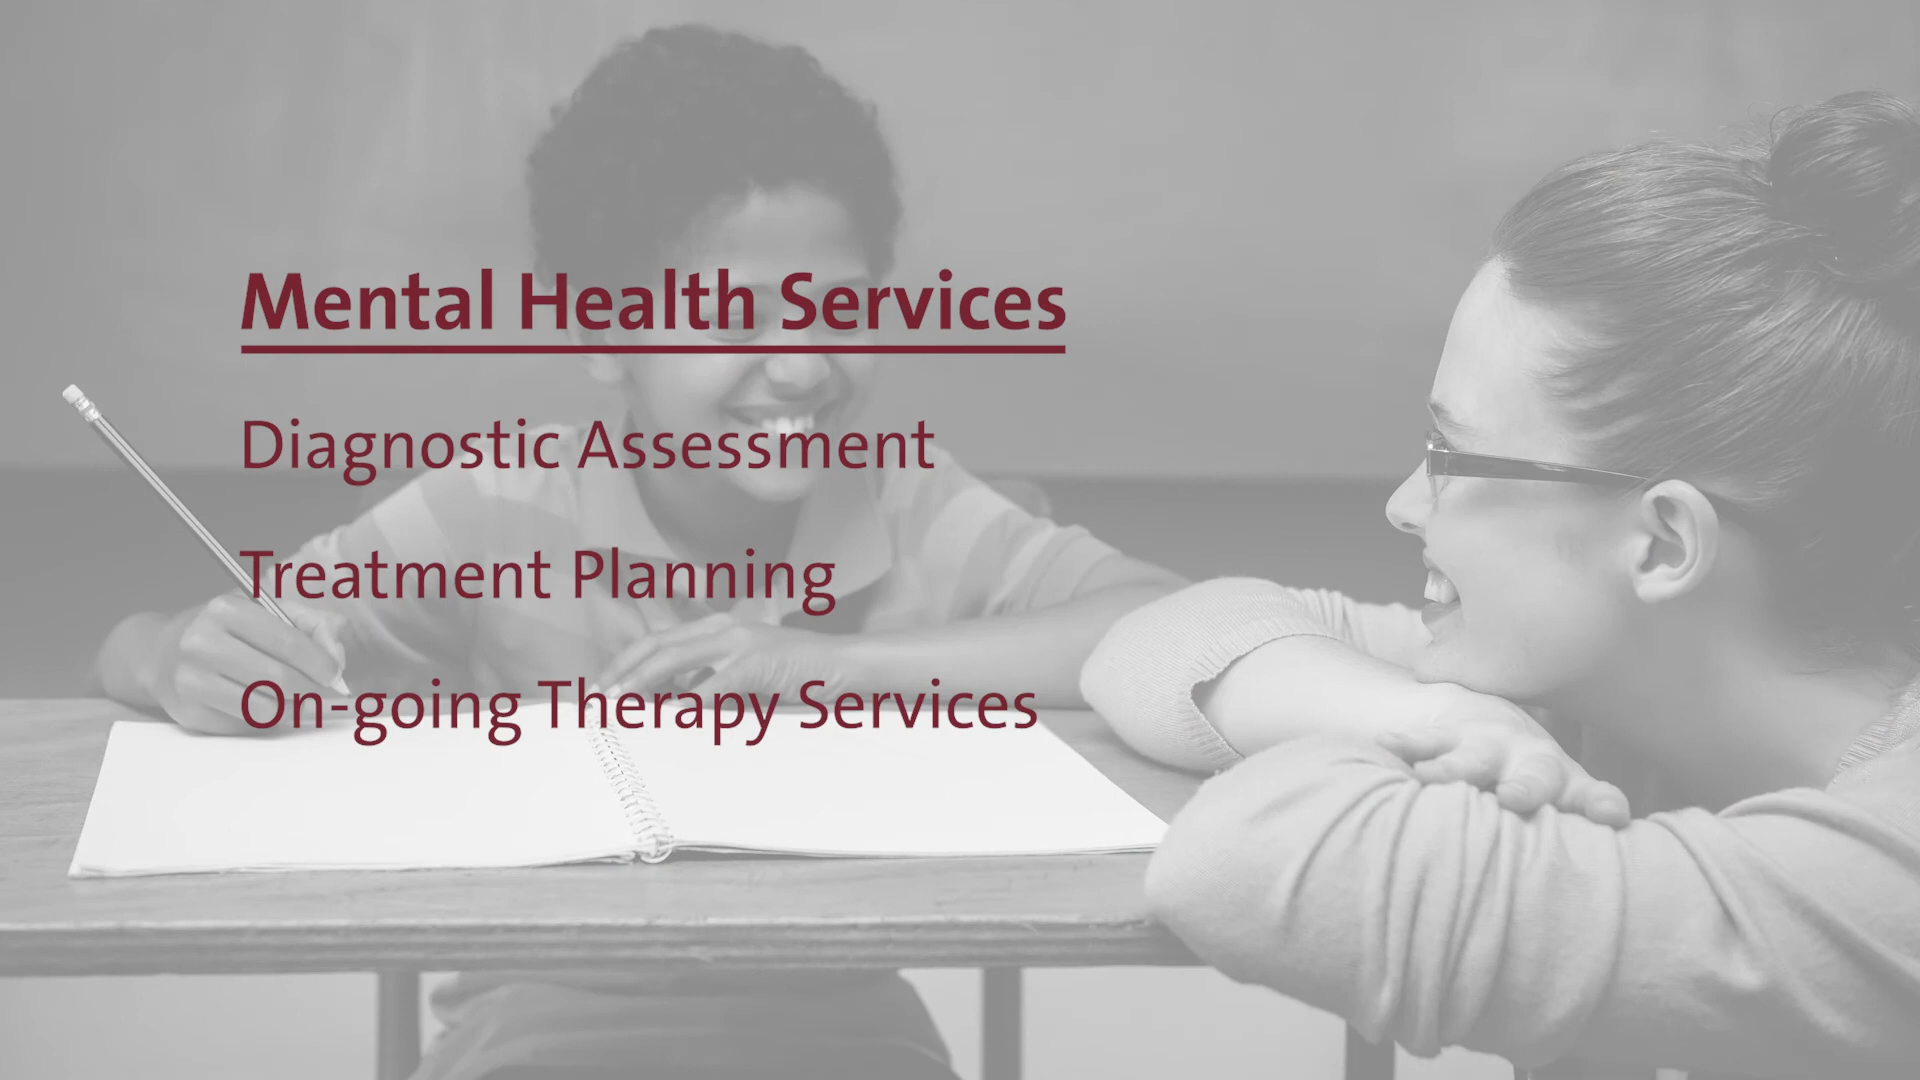 Mental Health Services
Diagnostic Assessment
Treatment Planning
On-going Therapy Services